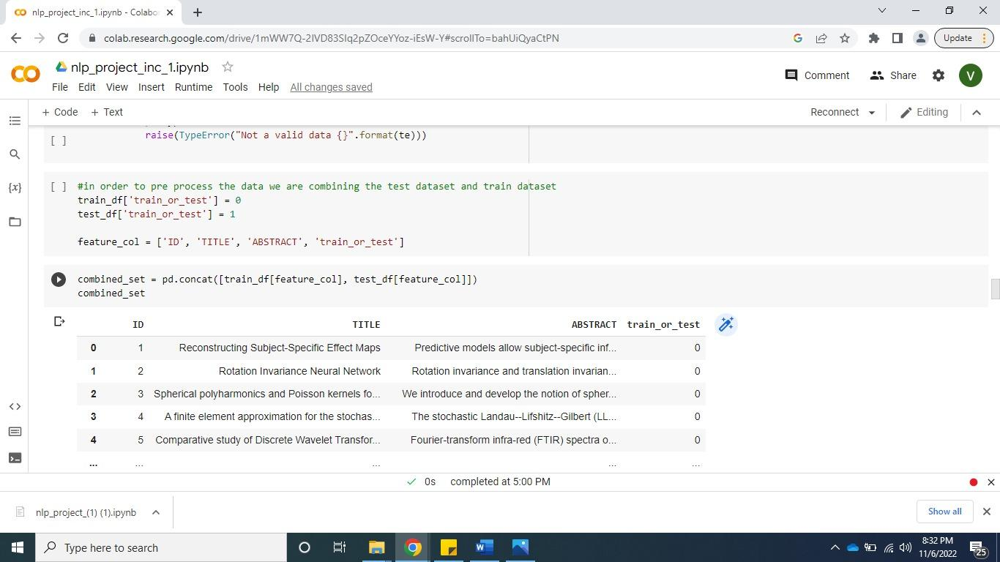 nlp_project_inc_1.ipynb - Colabo
colab.research.google.com/drive/1mWW7Q-2IVD83SIq2pZOceYYoz-iEsW-Y#scrollTo=bahUiQyaCtPN
Update
nlp_project_inc_1.ipynb
File Edit View Insert Runtime Tools Help All changes saved
Comment Share V
+ Code + Text
Reconnect Editing
[ ] raise(TypeError("Not a valid data {}".format(te)))
[ ] #in order to pre process the data we are combining the test dataset and train dataset
train_df['train_or_test'] = 0
test_df['train_or_test'] = 1
feature_col = ['ID', 'TITLE', 'ABSTRACT', 'train_or_test']
combined_set = pd.concat([train_df[feature_col], test_df[feature_col]])
combined_set
ID TITLE ABSTRACT train_or_test
0 1 Reconstructing Subject-Specific Effect Maps Predictive models allow subject-specific inf... 0
1 2 Rotation Invariance Neural Network Rotation invariance and translation invarian... 0
2 3 Spherical polyharmonics and Poisson kernels fo... We introduce and develop the notion of spher... 0
3 4 A finite element approximation for the stochas... The stochastic Landau--Lifshitz--Gilbert (LL... 0
4 5 Comparative study of Discrete Wavelet Transfor... Fourier-transform infra-red (FTIR) spectra o... 0
... ... ... ... ...
0s completed at 5:00 PM
nlp_project_(1) (1).ipynb
Show all
Type here to search
8:32 PM
11/6/2022
25